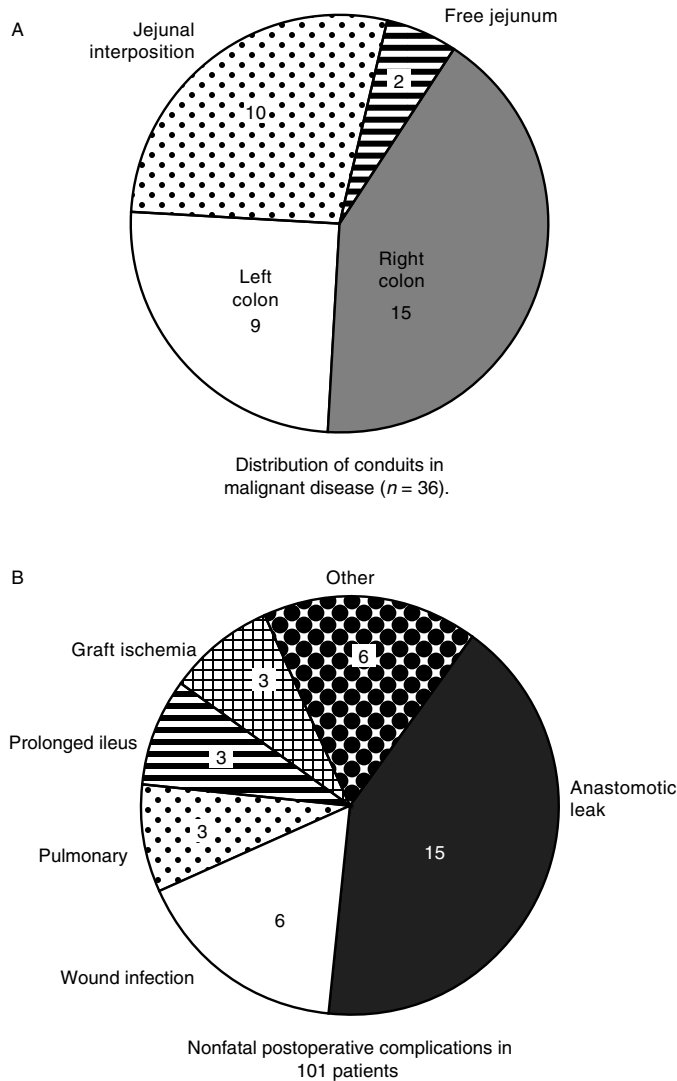 A
Jejunal
interposition
Free jejunum
2
10
Right
colon
15
Left
colon
9
Distribution of conduits in
malignant disease (n = 36).
B
Other
Graft ischemia
6
3
Prolonged ileus
3
Anastomotic
leak
3
Pulmonary
15
6
Wound infection
Nonfatal postoperative complications in
101 patients